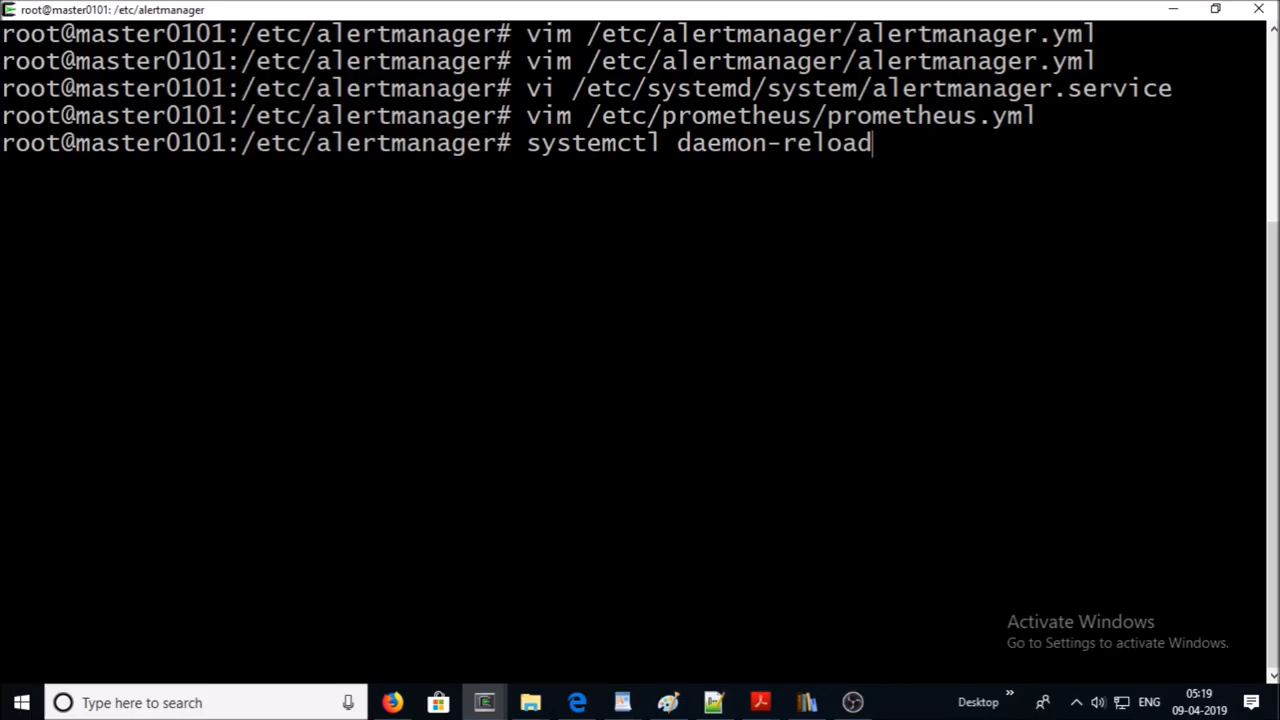 root@master0101: /etc/alertmanager
root@master0101:/etc/alertmanager# vim /etc/alertmanager/alertmanager.yml
root@master0101:/etc/alertmanager# vim /etc/alertmanager/alertmanager.yml
root@master0101:/etc/alertmanager# vi /etc/systemd/system/alertmanager.service
root@master0101:/etc/alertmanager# vim /etc/prometheus/prometheus.yml
root@master0101:/etc/alertmanager# systemctl daemon-reload
Activate Windows
Go to Settings to activate Windows.
Type here to search
Desktop
ENG
05:19
09-04-2019